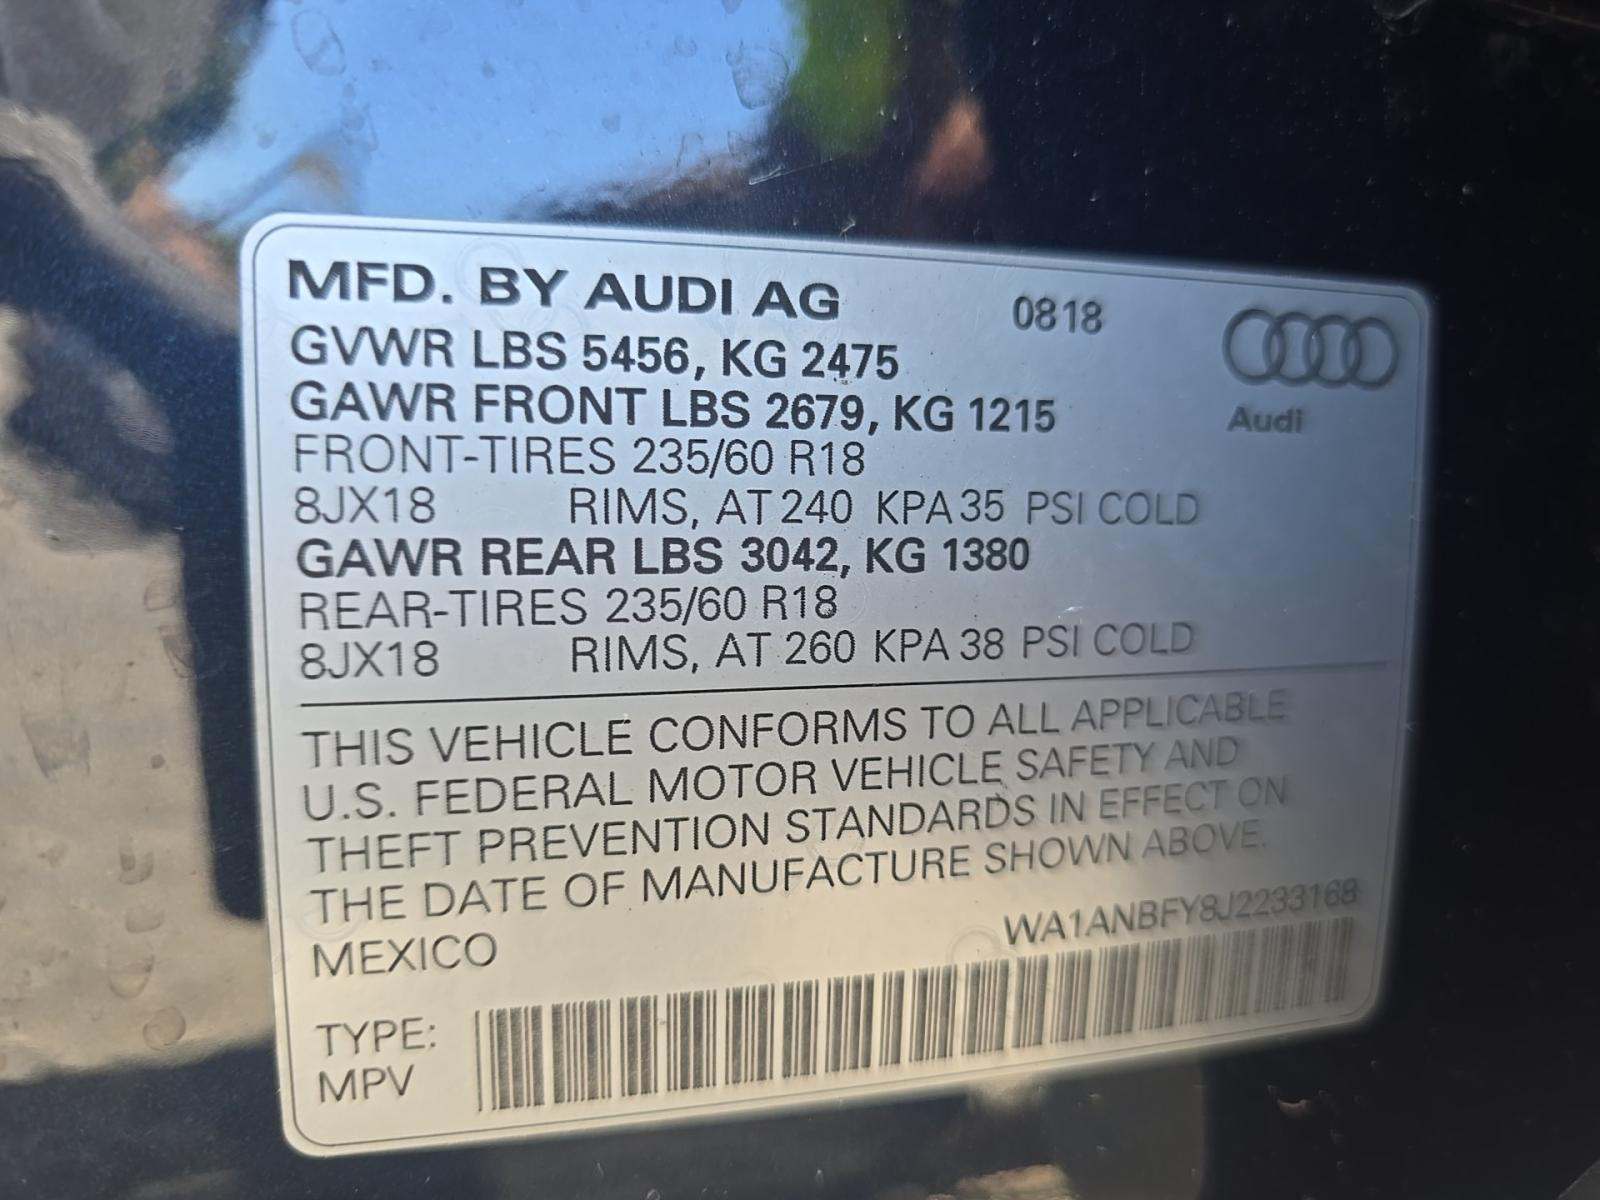 MFD. BY AUDI AG 0818
GVWR LBS 5456, KG 2475
GAWR FRONT LBS 2679, KG 1215
Audi
FRONT-TIRES 235/60 R18
8JX18 RIMS, AT 240 KPA 35 PSI COLD
GAWR REAR LBS 3042, KG 1380
REAR-TIRES 235/60 R18
8JX18 RIMS, AT 260 KPA 38 PSI COLD
THIS VEHICLE CONFORMS TO ALL APPLICABLE
U.S. FEDERAL MOTOR VEHICLE SAFETY AND
THEFT PREVENTION STANDARDS IN EFFECT ON
THE DATE OF MANUFACTURE SHOWN ABOVE.
MEXICO WA1ANBFY8J2233168
TYPE:
MPV